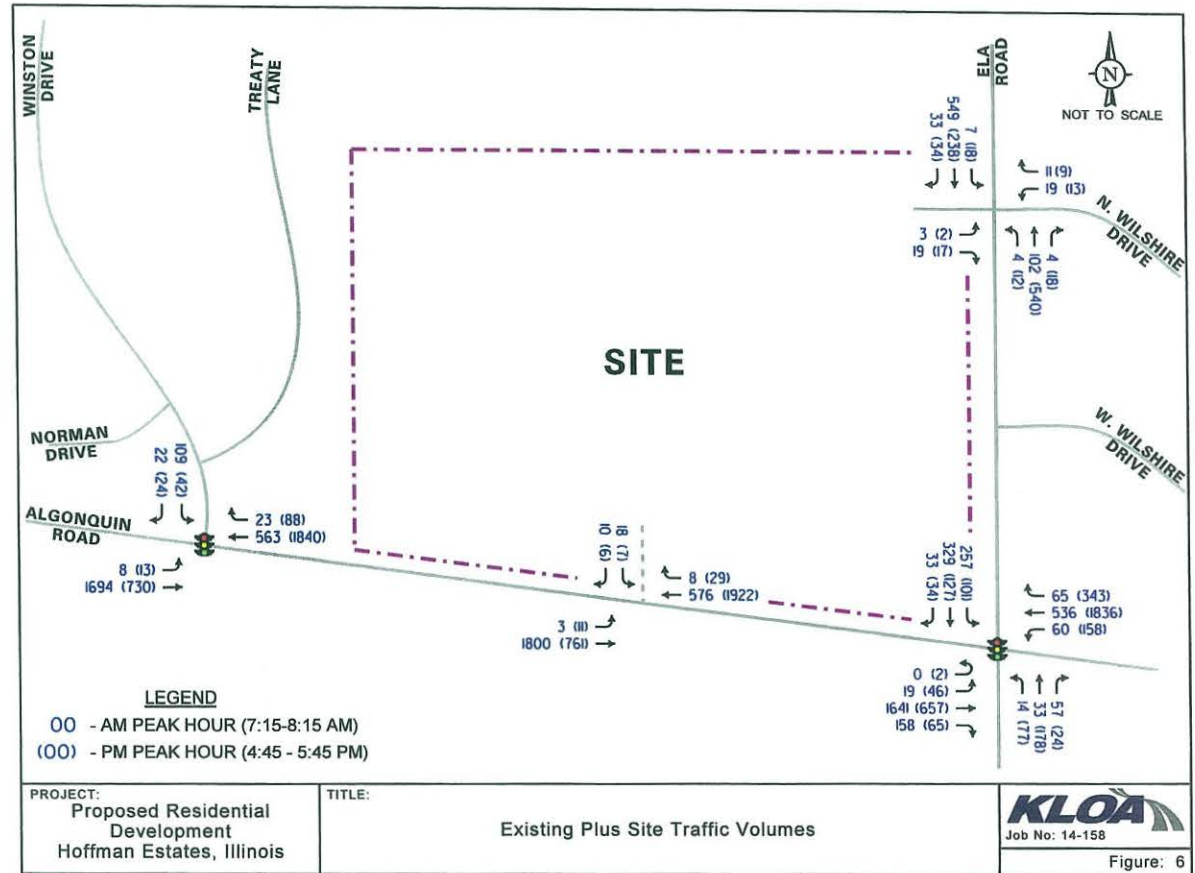 WINSTON
DRIVE
TREATY
LANE
ELA
ROAD
N
NOT TO SCALE
7 (18)
549 (238)
33 (34)
11 (9)
19 (13)
N. WILSHIRE
DRIVE
3 (2)
19 (17)
4 (12)
102 (540)
4 (18)
SITE
W. WILSHIRE
DRIVE
NORMAN
DRIVE
109 (42)
22 (24)
ALGONQUIN
ROAD
23 (88)
563 (1840)
8 (13)
1694 (730)
18 (7)
10 (6)
8 (29)
576 (1922)
3 (11)
1800 (761)
257 (101)
329 (127)
33 (34)
65 (343)
536 (1836)
60 (158)
0 (2)
19 (46)
1641 (657)
158 (65)
14 (77)
33 (178)
57 (24)
LEGEND
00 - AM PEAK HOUR (7:15-8:15 AM)
(00) - PM PEAK HOUR (4:45 - 5:45 PM)
PROJECT:
Proposed Residential
Development
Hoffman Estates, Illinois
TITLE:
Existing Plus Site Traffic Volumes
KLOA
Job No: 14-158
Figure: 6